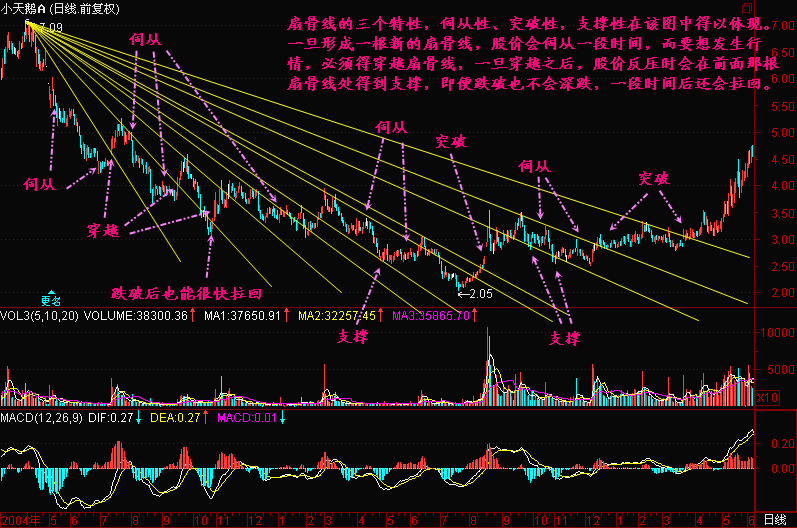 小天鹅A (日线.前复权)
7.09
扇骨线的三个特性，伺从性、突破性，支撑性在该图中得以体现。
一旦形成一根新的扇骨线，股价会伺从一段时间，而要想发生行
情，必须得穿越扇骨线，一旦穿越之后，股价反压时会在前面那根
扇骨线处得到支撑，即便跌破也不会深跌，一段时间后还会拉回。
7.00
6.50
6.00
5.50
5.00
4.50
4.00
3.50
3.00
2.50
2.00
伺从
伺从
突破
伺从
突破
伺从
穿越
跌破后也能很快拉回
支撑
支撑
←2.05
更名
VOL3(5,10,20) VOLUME:38300.36↑ MA1:37650.91↑ MA2:32257.45↑ MA3:35865.70↑
10000
5000
X10
MACD(12,26,9) DIF:0.27↓ DEA:0.27↑ MACD:0.01↓
0.20
0.00
2004年 5 6 7 8 9 10 11 12 2 3 4 5 6 7 8 9 10 11 12 2 3 4 5 6 日线